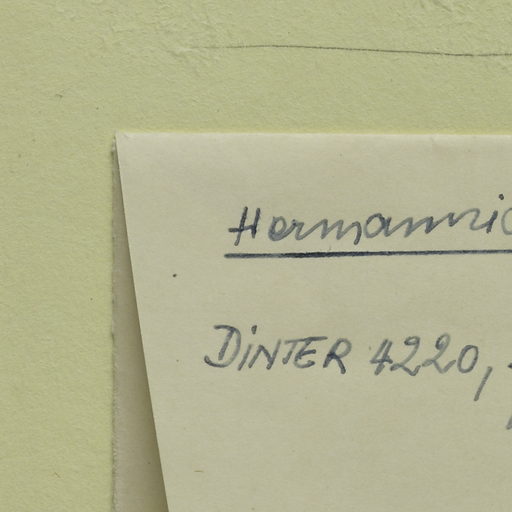 Hermannia
DINTER 4220,